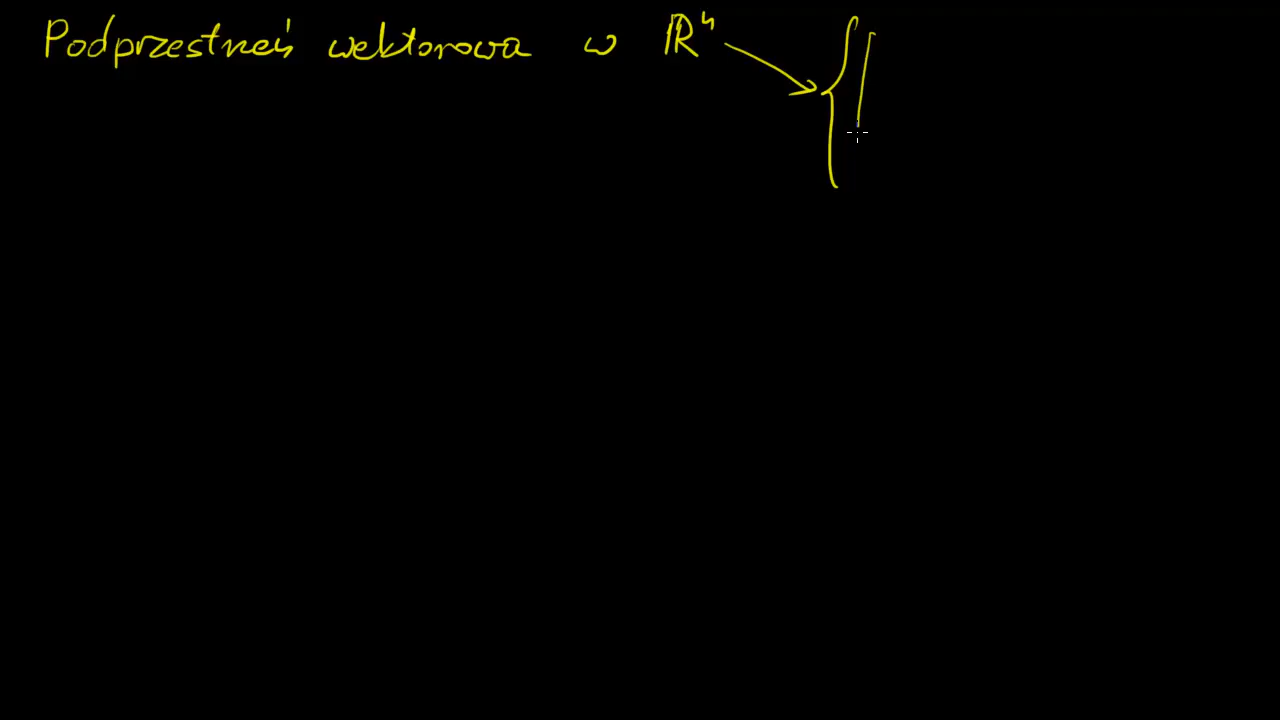 Podprzestrzeń wektorowa w ℝⁿ → {[